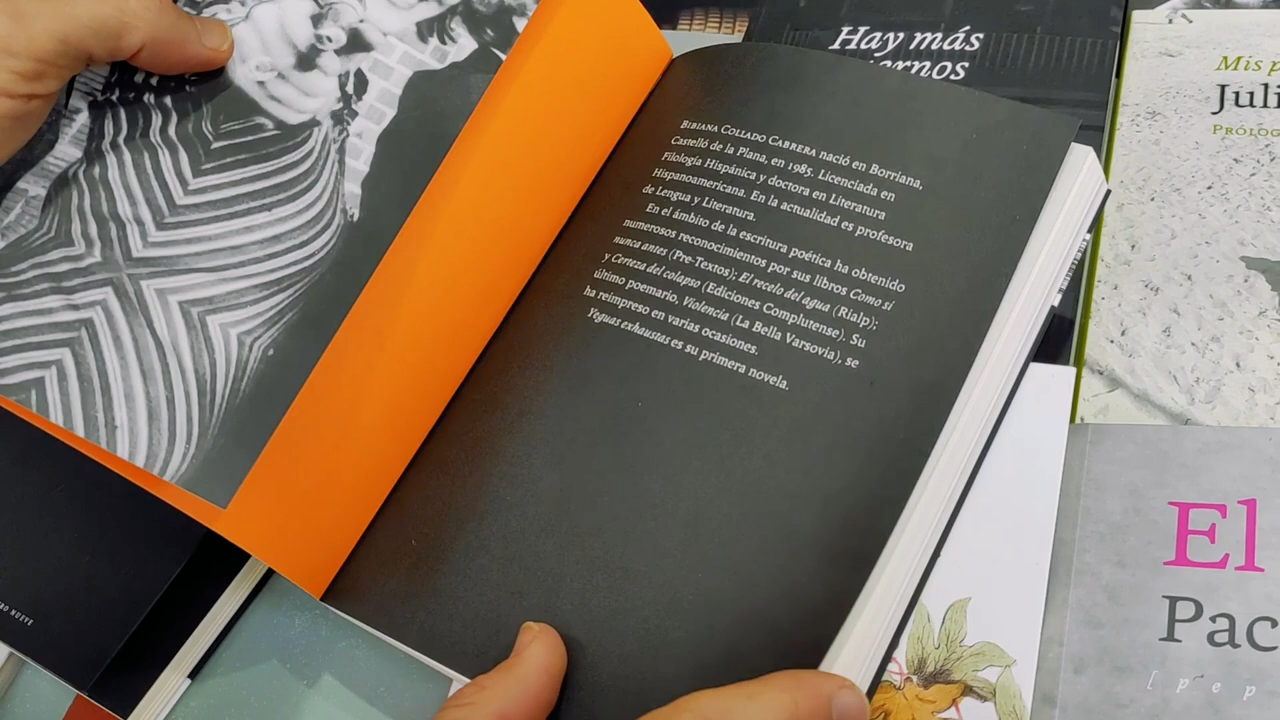 Bibiana Collado Cabrera nació en Borriana,
Castelló de la Plana, en 1985. Licenciada en
Filología Hispánica y doctora en Literatura
Hispanoamericana. En la actualidad es profesora
de Lengua y Literatura.
En el ámbito de la escritura poética ha obtenido
numerosos reconocimientos por sus libros Como si
nunca antes (Pre-Textos); El recelo del agua (Rialp);
y Certeza del colapso (Ediciones Complutense). Su
último poemario, Violencia (La Bella Varsovia), se
ha reimpreso en varias ocasiones.
Yeguas exhaustas es su primera novela.
Hay más
Mis p
Juli
Prólog
El
Pac
[ p e p